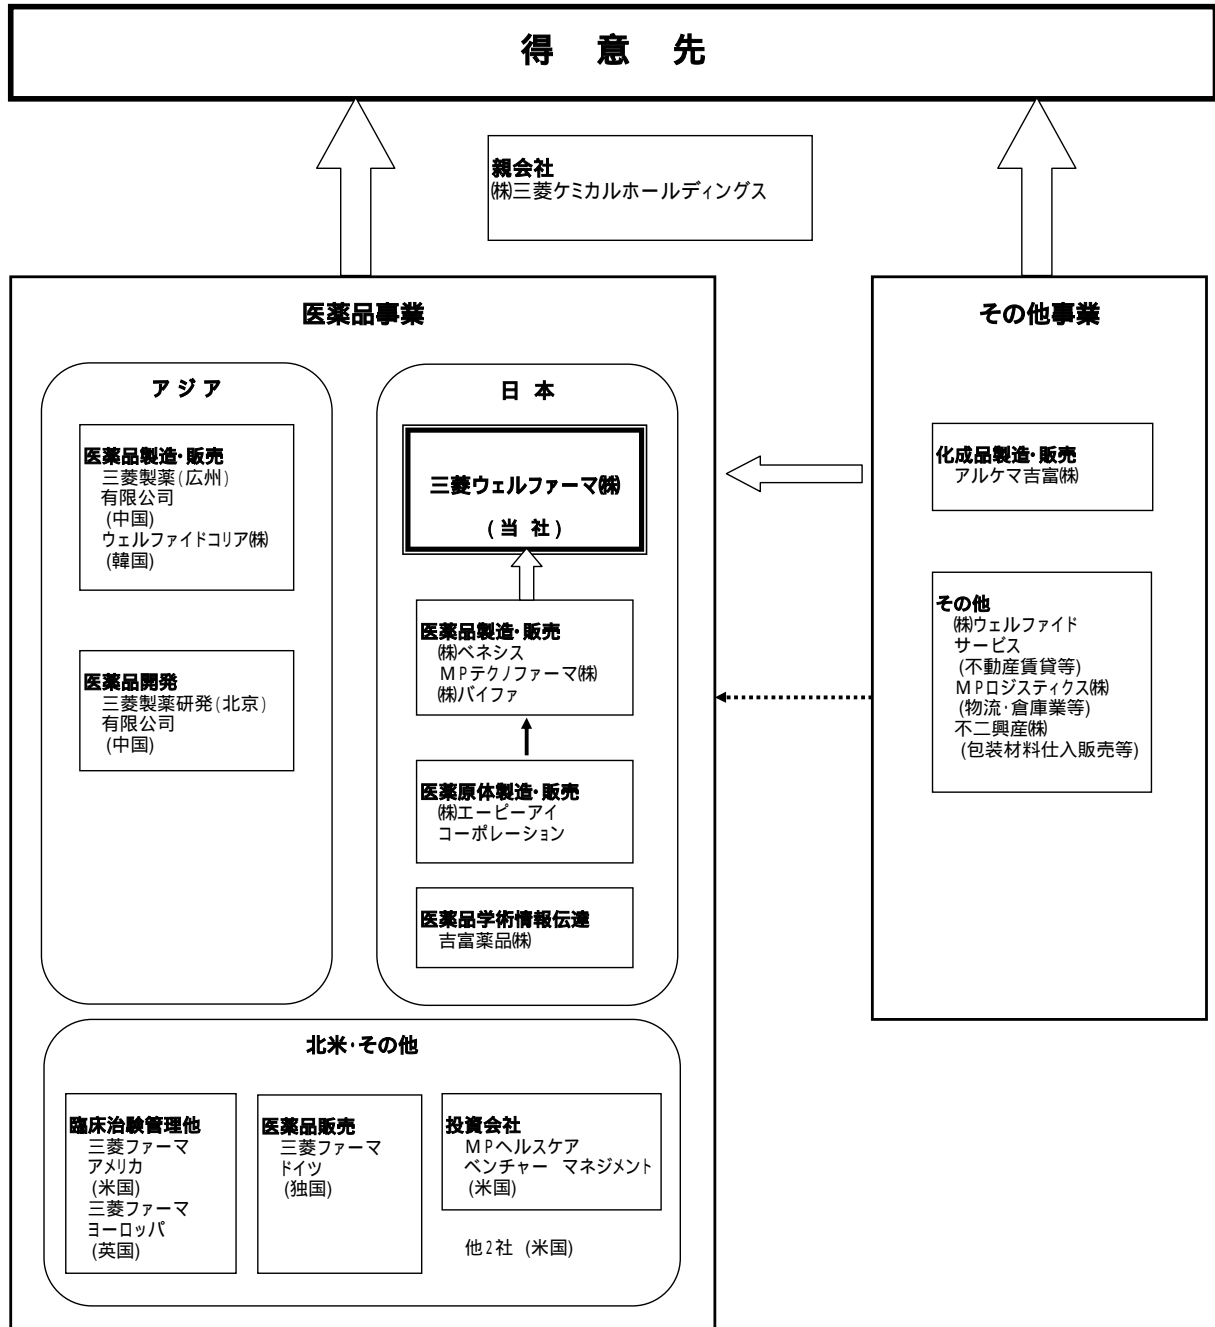 得 意 先
親会社
㈱三菱ケミカルホールディングス
医薬品事業
アジア
医薬品製造・販売
三菱製薬(広州)
有限公司
(中国)
ウェルファイドコリア㈱
(韓国)
医薬品開発
三菱製薬研発(北京)
有限公司
(中国)
日 本
三菱ウェルファーマ㈱
(当 社)
医薬品製造・販売
㈱ベネシス
MPテクノファーマ㈱
㈱バイファ
医薬原体製造・販売
㈱エーピーアイ
コーポレーション
医薬品学術情報伝達
吉富薬品㈱
北米・その他
臨床治験管理他
三菱ファーマ
アメリカ
(米国)
三菱ファーマ
ヨーロッパ
(英国)
医薬品販売
三菱ファーマ
ドイツ
(独国)
投資会社
MPヘルスケア
ベンチャー マネジメント
(米国)
他2社 (米国)
その他事業
化成品製造・販売
アルケマ吉富㈱
その他
㈱ウェルファイド
サービス
(不動産賃貸等)
MPロジスティクス㈱
(物流・倉庫業等)
不二興産㈱
(包装材料仕入販売等)